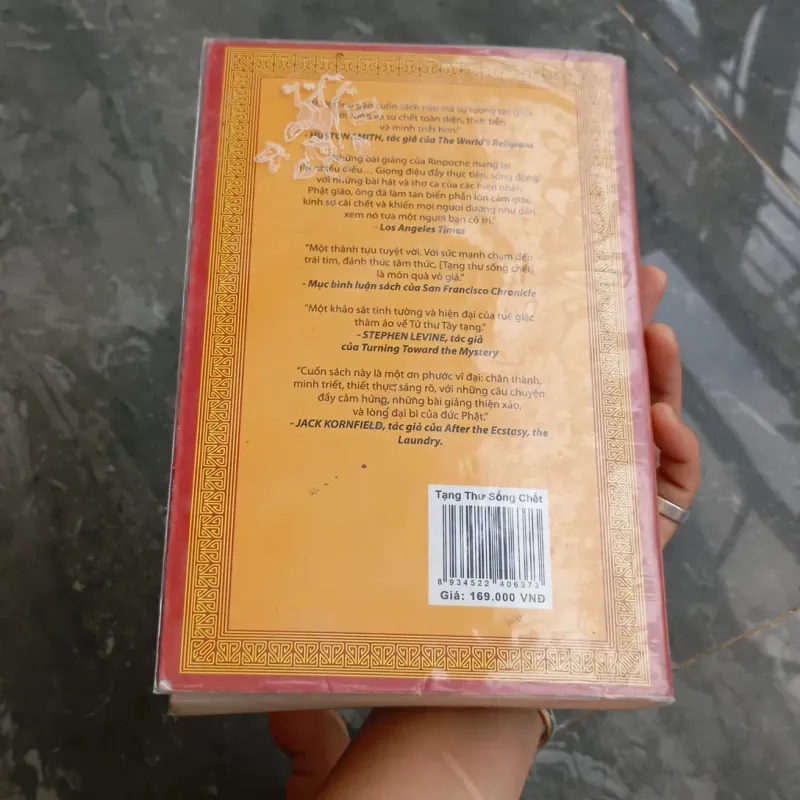 cuốn sách nào mà sự tương tác giữa
sự chết toàn diện, thực tiễn
và minh triết hơn."
- HUSTON SMITH, tác giả của The World's Religions
"Những bài giảng của Rinpoche mang lại
nhiều điều... Giọng điệu đầy thực tiễn, sống động
với những bài hát và thơ ca của các hiền nhân
Phật giáo, ông đã làm tan biến phần lớn cảm giác
kinh sợ cái chết và khiến mọi người dường như dần
xem nó tựa một người bạn cố tri."
- Los Angeles Times
"Một thành tựu tuyệt vời. Với sức mạnh chạm đến
trái tim, đánh thức tâm thức, [Tạng thư sống chết]
là món quà vô giá."
- Mục bình luận sách của San Francisco Chronicle
"Một khảo sát tinh tường và hiện đại của tuệ giác
thâm áo về Tử thư Tây tạng."
- STEPHEN LEVINE, tác giả
của Turning Toward the Mystery
"Cuốn sách này là một ơn phước vĩ đại: chân thành,
minh triết, thiết thực, sáng rõ, với những câu chuyện
đầy cảm hứng, những bài giảng thiện xảo,
và lòng đại bi của đức Phật."
- JACK KORNFIELD, tác giả của After the Ecstasy, the
Laundry.
Tạng Thư Sống Chết
8 934522 406373
Giá: 169.000 VNĐ